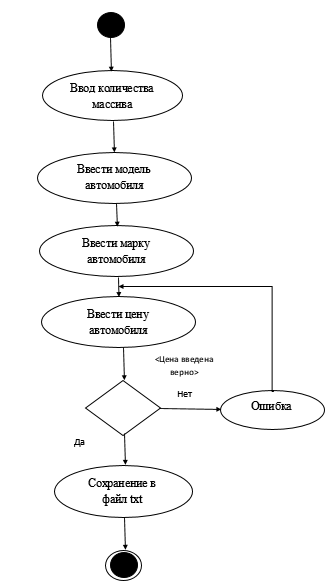 Ввод количества
массива
Ввести модель
автомобиля
Ввести марку
автомобиля
Ввести цену
автомобиля
<Цена введена
верно>
Нет
Ошибка
Да
Сохранение в
файл txt